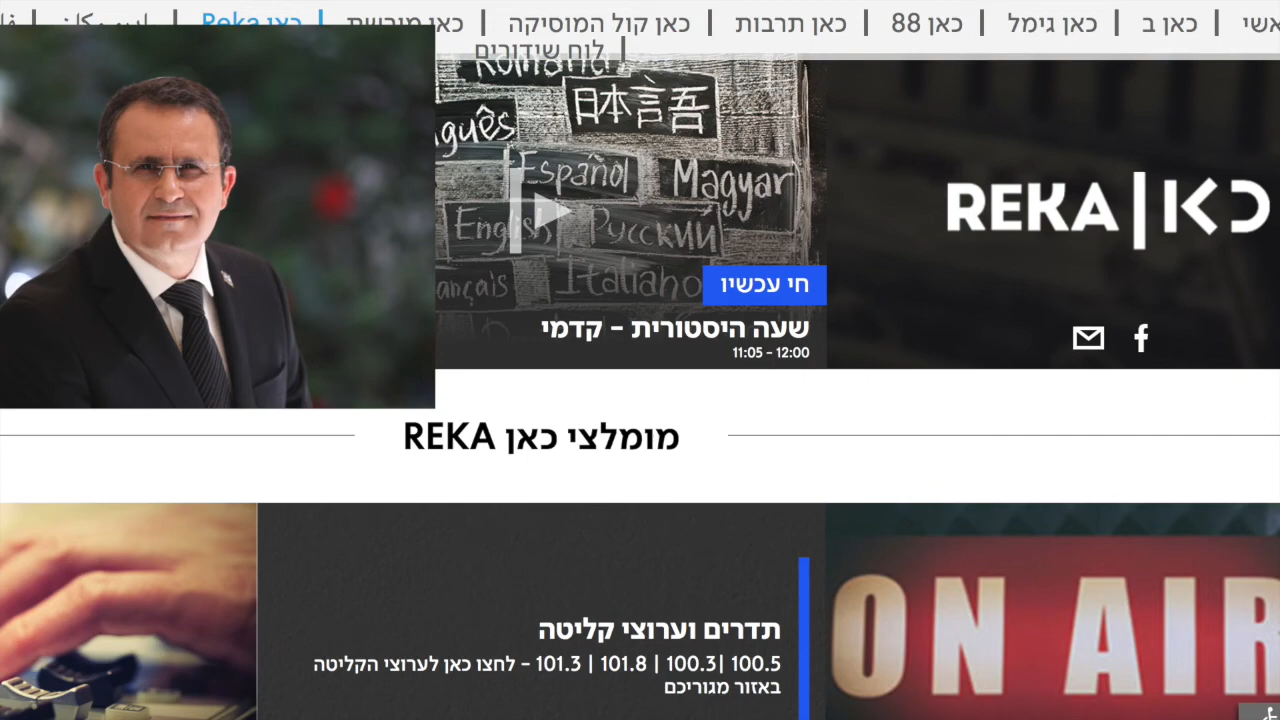 כאן ב | כאן גימל | כאן 88 | כאן תרבות | כאן קול המוסיקה | כאן מורשת | כאן Reka |
| לוח שידורים
כאן | REKA
Română
日本言吾
Español
Magyar
English
Русский
Italiano
חי עכשיו
שעה היסטורית - קדמי
11:05 - 12:00
מומלצי כאן REKA
ON AIR
תדרים וערוצי קליטה
100.5 |100.3 | 101.8 | 101.3 - לחצו כאן לערוצי הקליטה
באזור מגוריכם